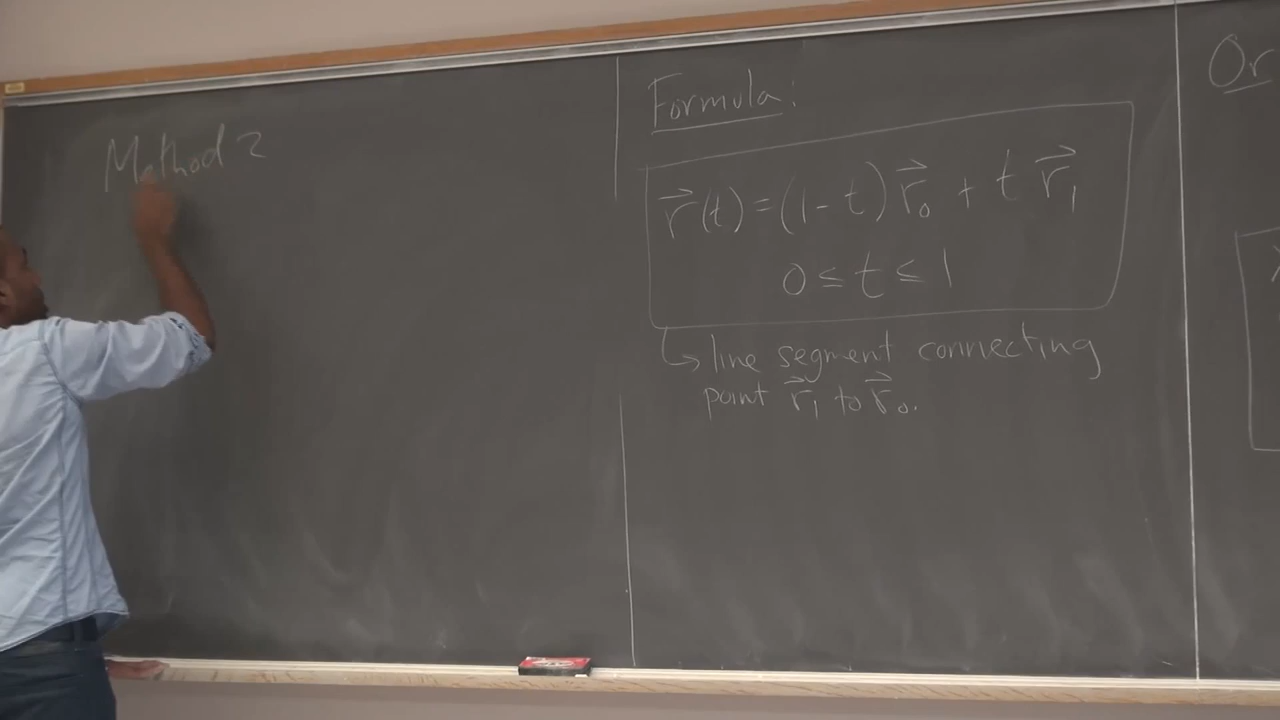 Method 2
Formula:
r⃗(t) = (1 - t) r⃗₀ + t r⃗₁
0 ≤ t ≤ 1
↳ line segment connecting
point r⃗₁ to r⃗₀.
Or